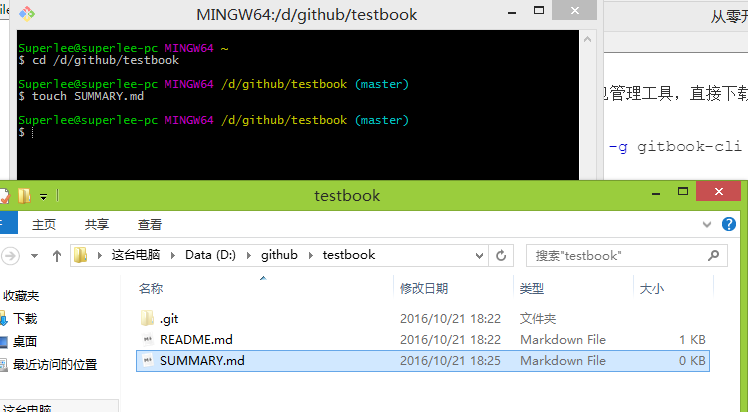 ile
MINGW64:/d/github/testbook
从零开
Superlee@superlee-pc MINGW64 ~
$ cd /d/github/testbook
Superlee@superlee-pc MINGW64 /d/github/testbook (master)
$ touch SUMMARY.md
Superlee@superlee-pc MINGW64 /d/github/testbook (master)
$
管理工具，直接下载
-g gitbook-cli
testbook
主页 共享 查看
这台电脑 Data (D:) github testbook
搜索"testbook"
名称 修改日期 类型 大小
收藏夹
下载
桌面
最近访问的位置
这台电脑
.git 2016/10/21 18:22 文件夹
README.md 2016/10/21 18:22 Markdown File 1 KB
SUMMARY.md 2016/10/21 18:25 Markdown File 0 KB